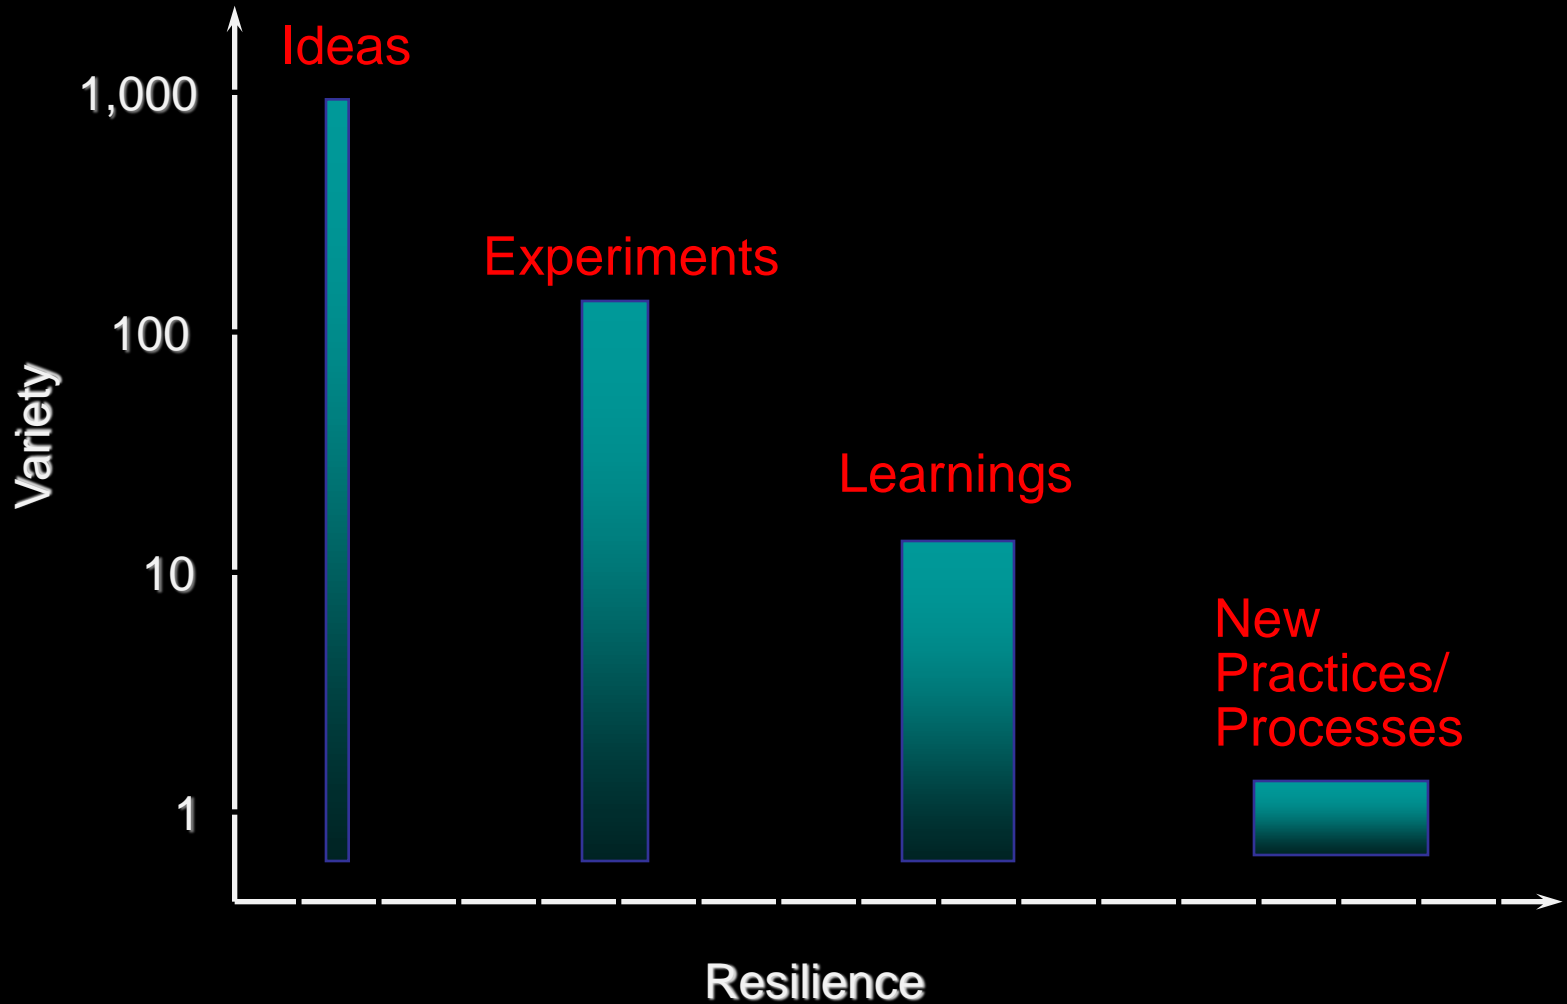 Ideas
1,000
Experiments
100
Variety
Learnings
10
New
Practices/
Processes
1
Resilience